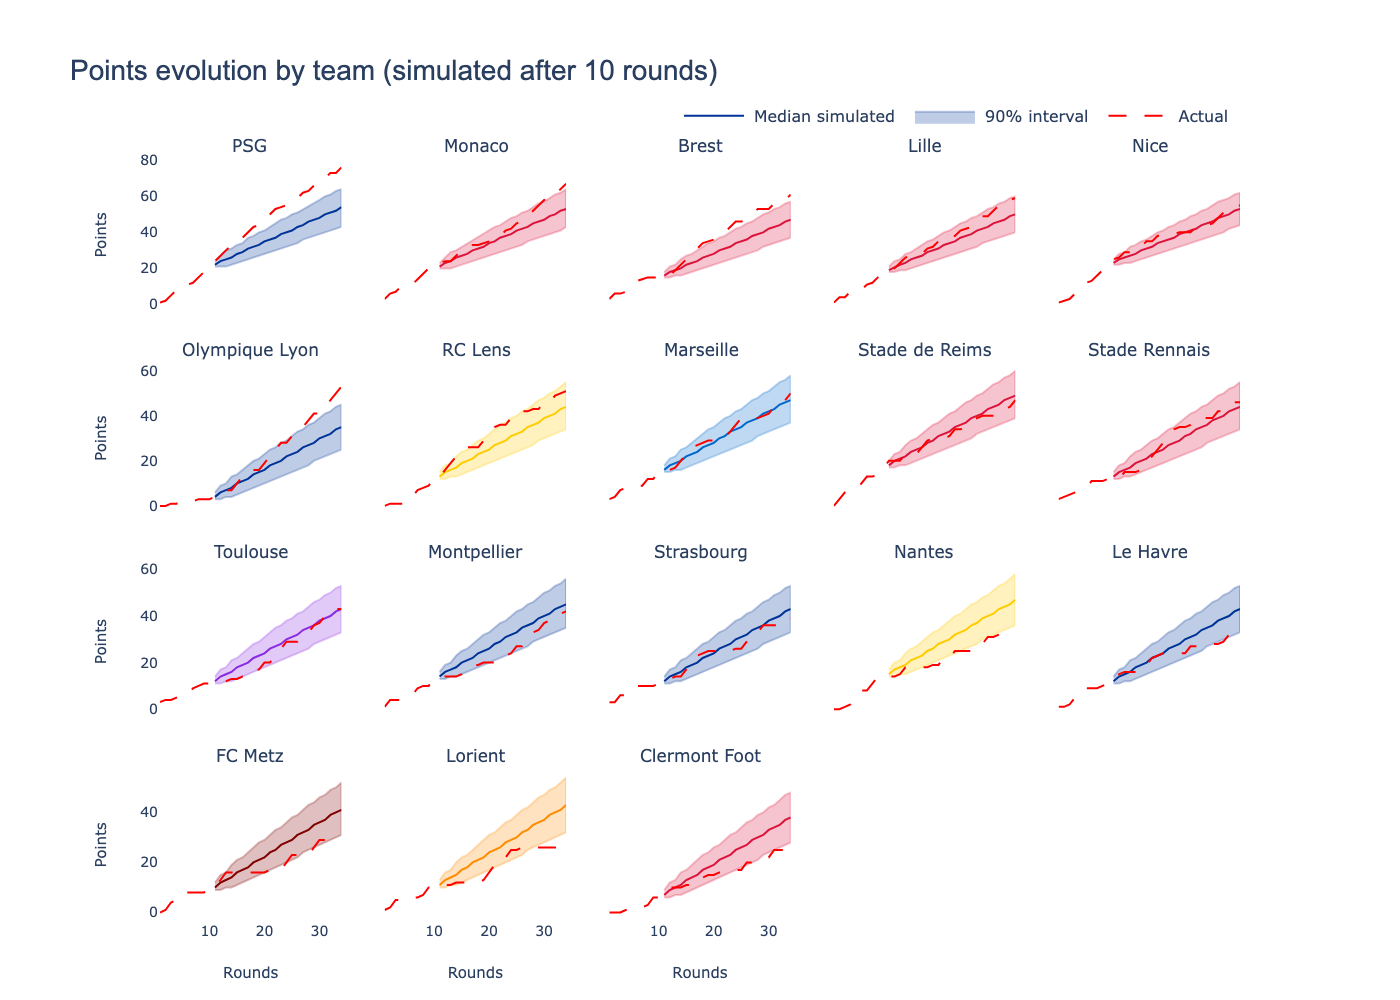 Points evolution by team (simulated after 10 rounds)
Median simulated 90% interval Actual
PSG Monaco Brest Lille Nice
80
60
40
20
0
Points
Olympique Lyon RC Lens Marseille Stade de Reims Stade Rennais
60
40
20
0
Points
Toulouse Montpellier Strasbourg Nantes Le Havre
60
40
20
0
Points
FC Metz Lorient Clermont Foot
40
20
0
Points
10 20 30 10 20 30 10 20 30
Rounds Rounds Rounds